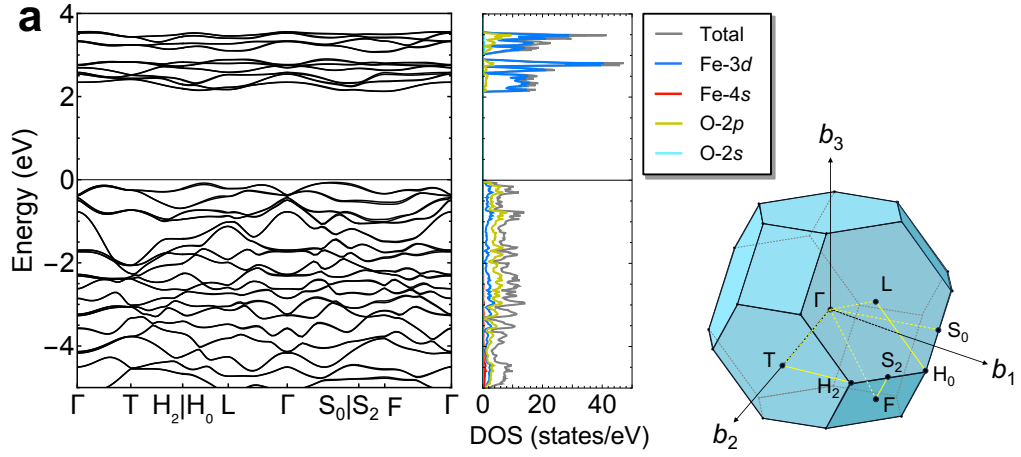 a
Energy (eV)
4
2
0
−2
−4
Γ T H₂|H₀ L Γ S₀|S₂ F Γ
0 20 40
DOS (states/eV)
Total
Fe-3d
Fe-4s
O-2p
O-2s
b₃
L
Γ
S₀
T
S₂
b₁
H₂
H₀
F
b₂